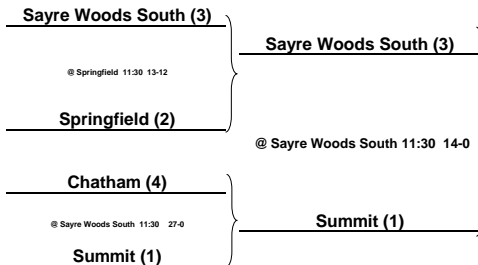 Sayre Woods South (3)
@ Springfield 11:30 13-12
Springfield (2)
Sayre Woods South (3)
@ Sayre Woods South 11:30 14-0
Chatham (4)
@ Sayre Woods South 11:30 27-0
Summit (1)
Summit (1)